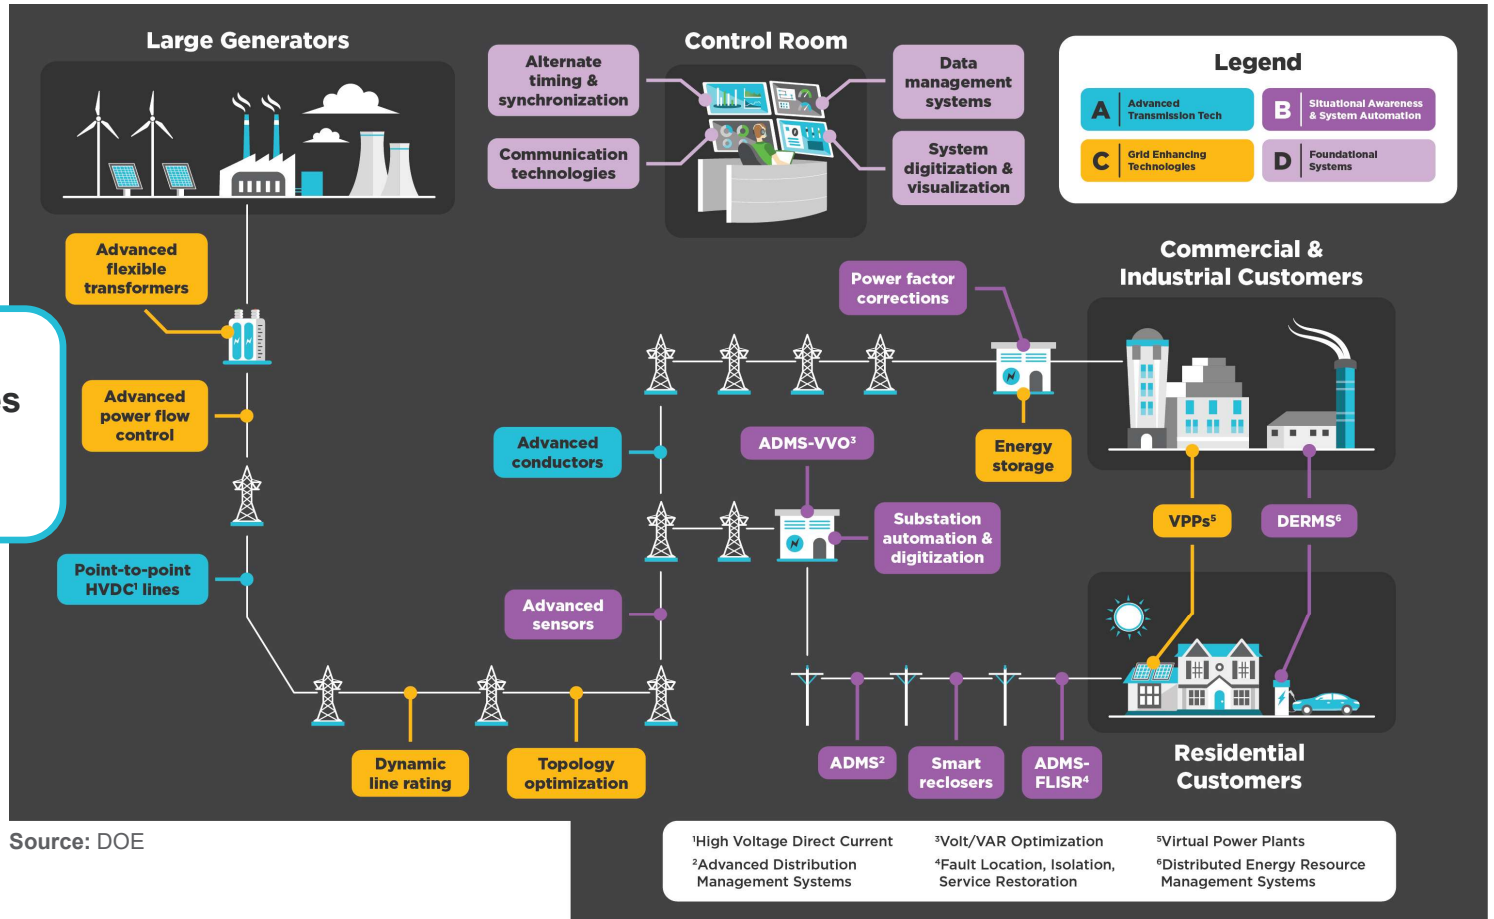 Large Generators
Control Room
Alternate
timing &
synchronization
Communication
technologies
Data
management
systems
System
digitization &
visualization
Legend
A Advanced
Transmission Tech
B Situational Awareness
& System Automation
C Grid Enhancing
Technologies
D Foundational
Systems
Advanced
flexible
transformers
Advanced
power flow
control
Point-to-point
HVDC¹ lines
Dynamic
line rating
Topology
optimization
Advanced
sensors
Advanced
conductors
ADMS-VVO³
Substation
automation &
digitization
Power factor
corrections
Energy
storage
Commercial &
Industrial Customers
VPPs⁵
DERMS⁶
ADMS²
Smart
reclosers
ADMS-
FLISR⁴
Residential
Customers
Source: DOE
¹High Voltage Direct Current
²Advanced Distribution
Management Systems
³Volt/VAR Optimization
⁴Fault Location, Isolation,
Service Restoration
⁵Virtual Power Plants
⁶Distributed Energy Resource
Management Systems